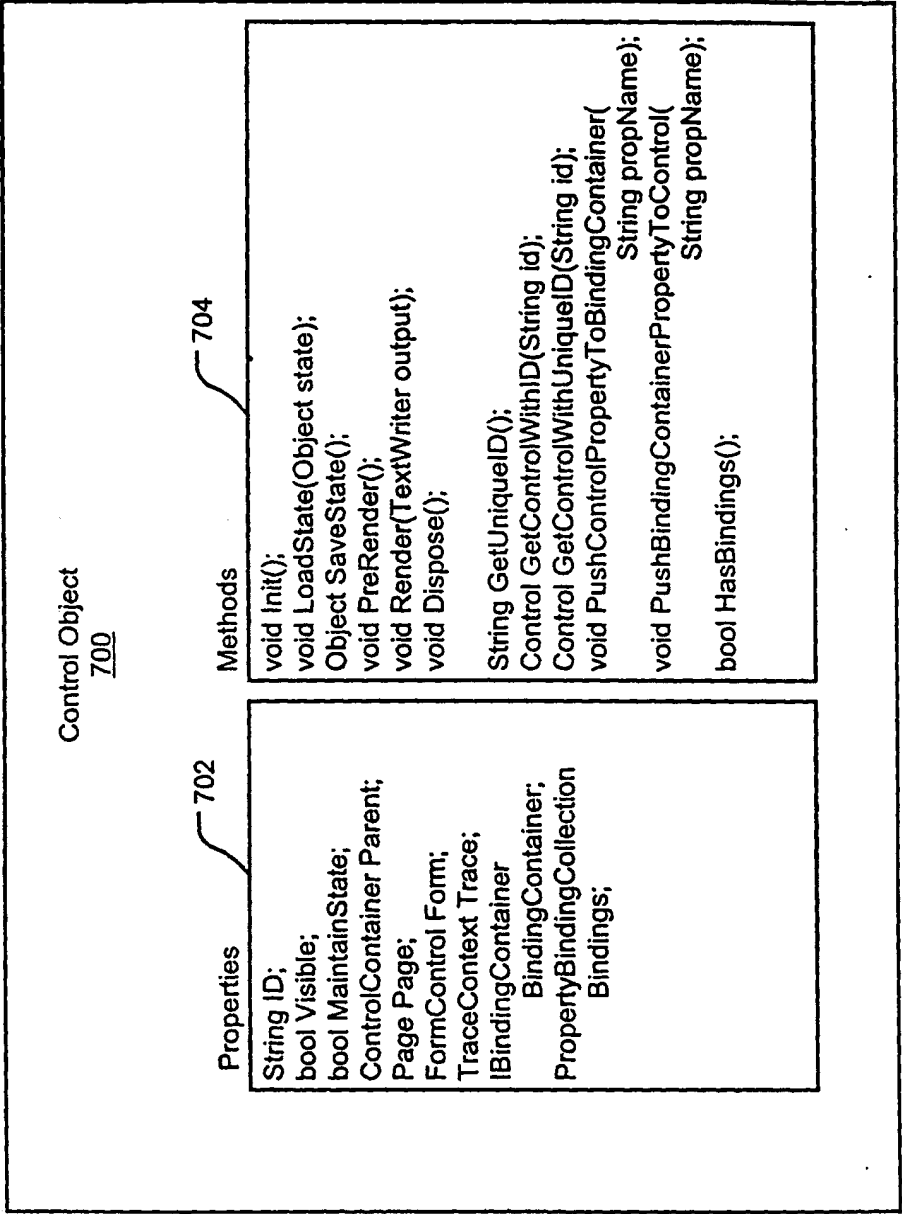 Control Object
700
Properties
702
String ID;
bool Visible;
bool MaintainState;
ControlContainer Parent;
Page Page;
FormControl Form;
TraceContext Trace;
IBindingContainer
BindingContainer;
PropertyBindingCollection
Bindings;
Methods
704
void Init();
void LoadState(Object state);
Object SaveState();
void PreRender();
void Render(TextWriter output);
void Dispose();
String GetUniqueID();
Control GetControlWithID(String id);
Control GetControlWithUniqueID(String id);
void PushControlPropertyToBindingContainer(
String propName);
void PushBindingContainerPropertyToControl(
String propName);
bool HasBindings();